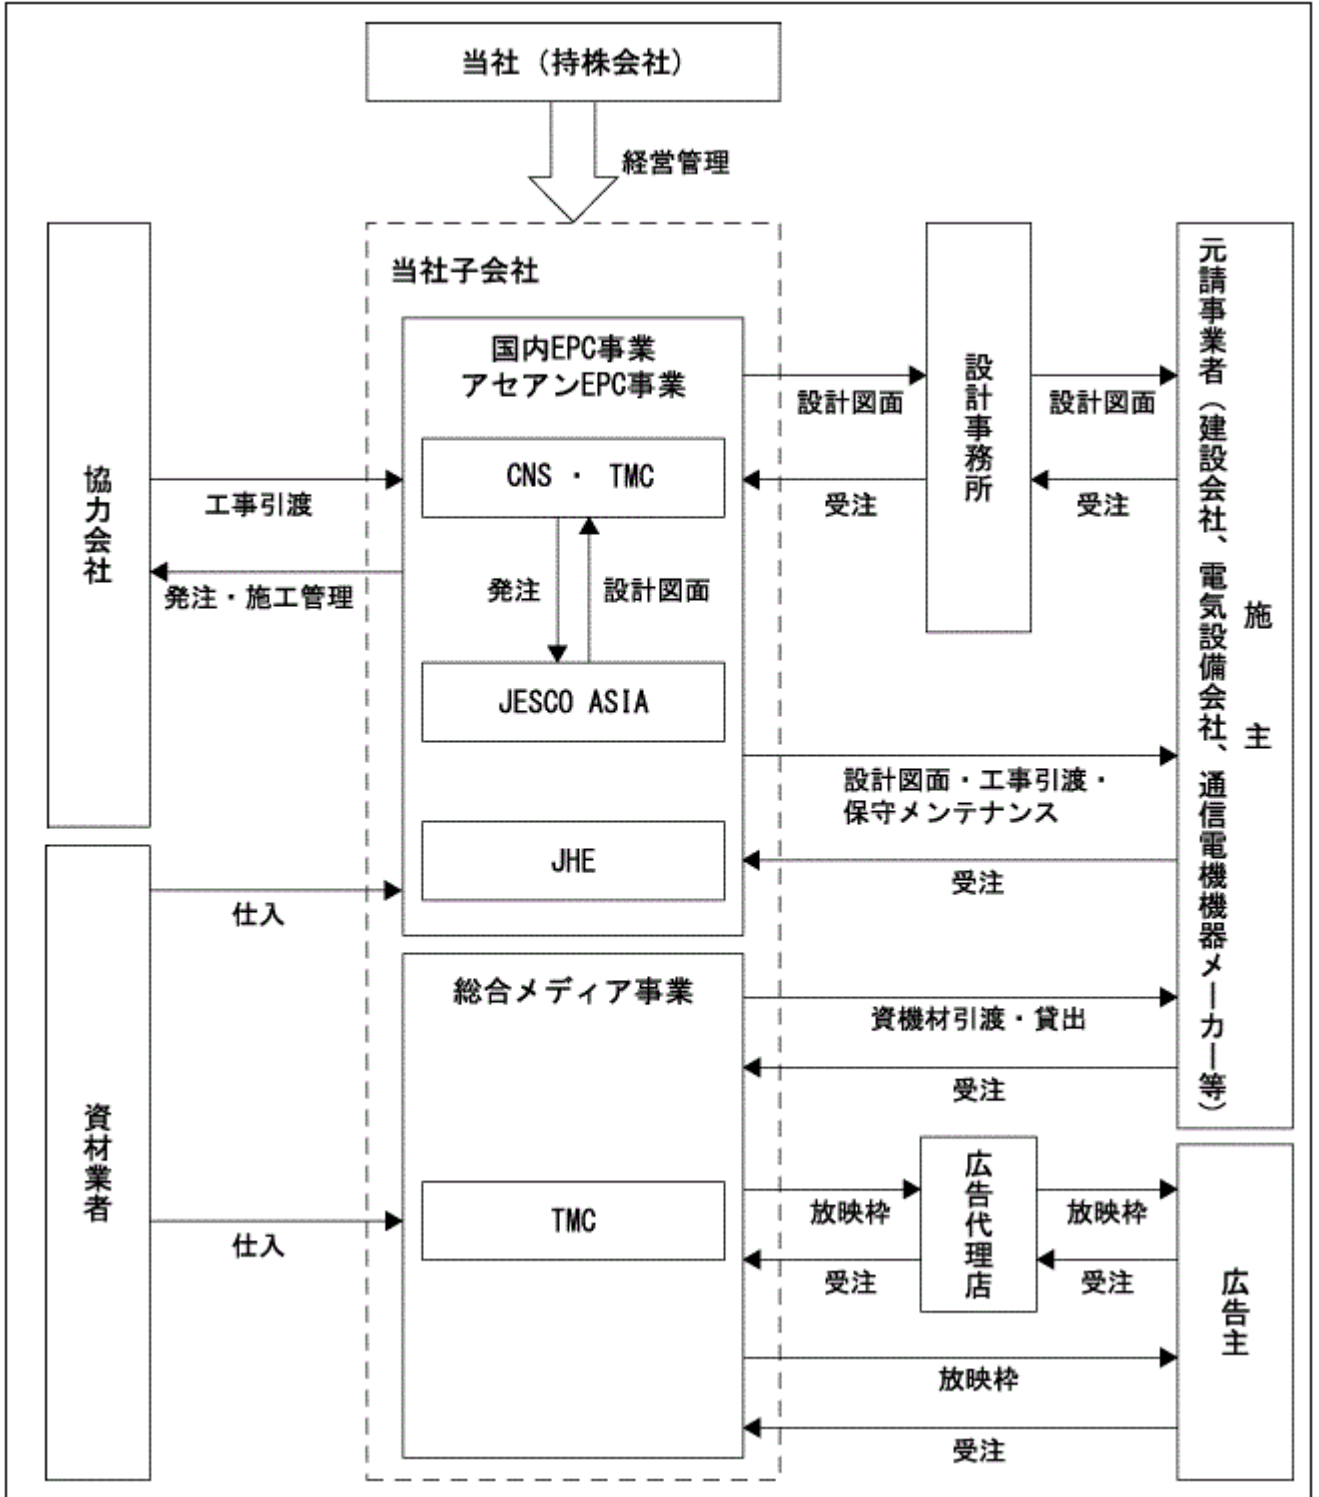 当社（持株会社）
経営管理
当社子会社
国内EPC事業
アセアンEPC事業
CNS ・ TMC
発注
設計図面
JESCO ASIA
JHE
総合メディア事業
TMC
協力会社
工事引渡
発注・施工管理
資材業者
仕入
仕入
設計図面
受注
設計事務所
設計図面
受注
設計図面・工事引渡・
保守メンテナンス
受注
資機材引渡・貸出
受注
施主
元請事業者（建設会社、電気設備会社、通信電機機器メーカー等）
放映枠
受注
広告代理店
放映枠
受注
放映枠
受注
広告主